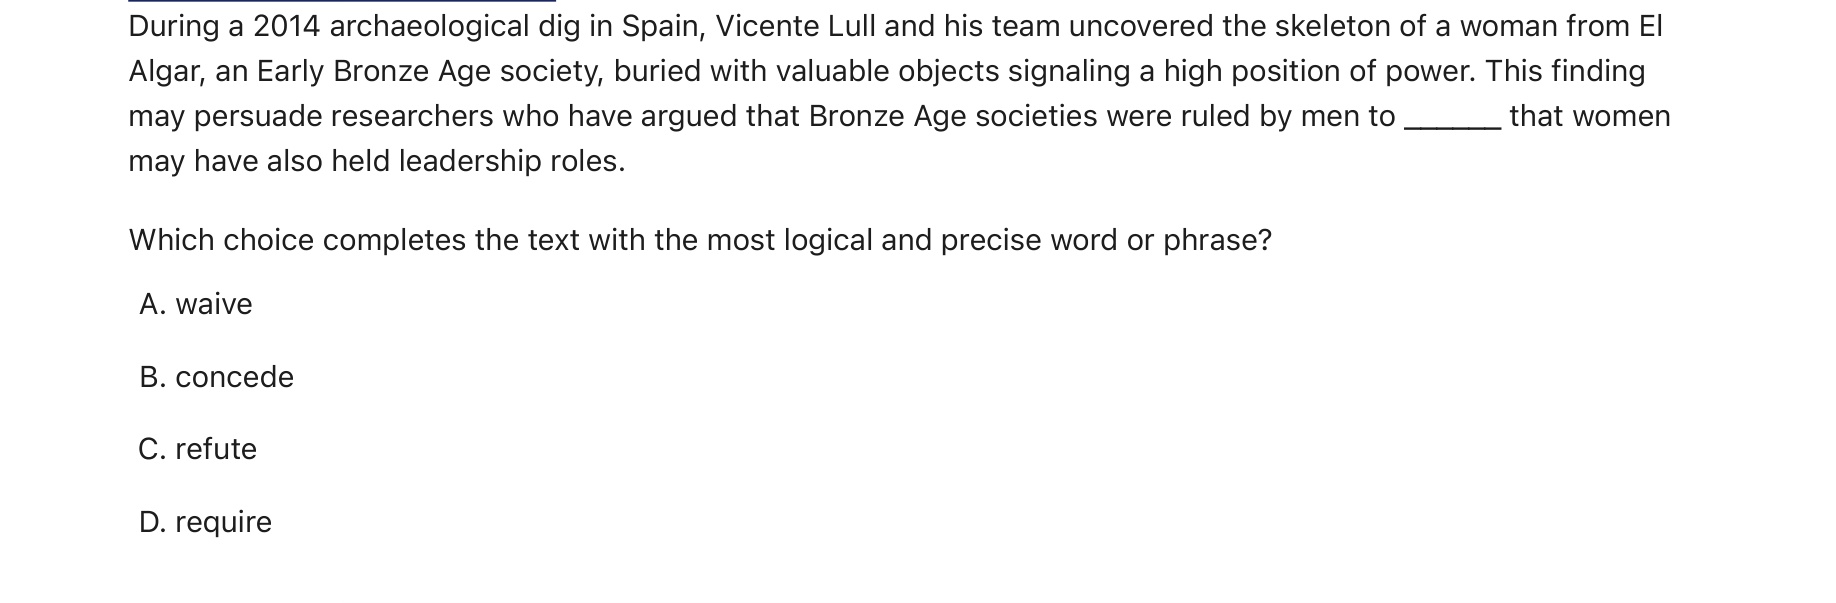 During a 2014 archaeological dig in Spain, Vicente Lull and his team uncovered the skeleton of a woman from El
Algar, an Early Bronze Age society, buried with valuable objects signaling a high position of power. This finding
may persuade researchers who have argued that Bronze Age societies were ruled by men to ______ that women
may have also held leadership roles.
Which choice completes the text with the most logical and precise word or phrase?
A. waive
B. concede
C. refute
D. require